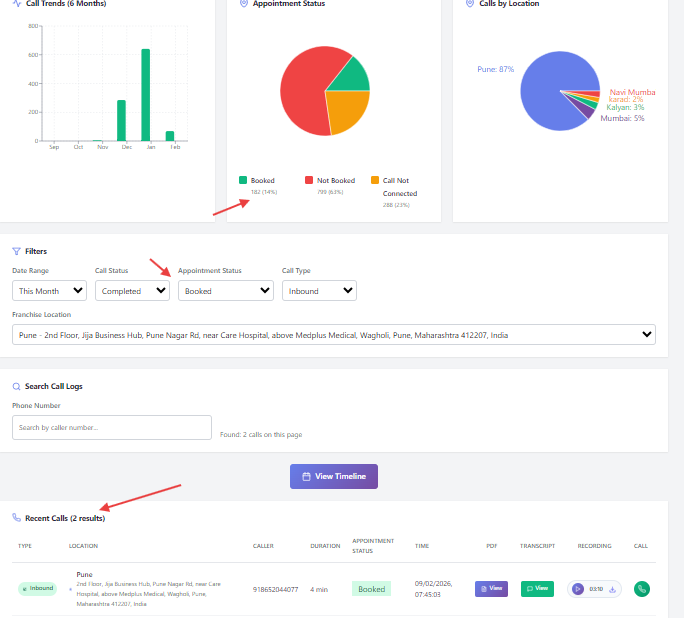 Call Trends (6 Months)
800
600
400
200
0
Sep Oct Nov Dec Jan Feb
Appointment Status
Booked
182 (14%)
Not Booked
799 (63%)
Call Not
Connected
288 (23%)
Calls by Location
Pune: 87%
Navi Mumba
karad: 2%
Kalyan: 3%
Mumbai: 5%
Filters
Date Range Call Status Appointment Status Call Type
This Month Completed Booked Inbound
Franchise Location
Pune - 2nd Floor, Jija Business Hub, Pune Nagar Rd, near Care Hospital, above Medplus Medical, Wagholi, Pune, Maharashtra 412207, India
Search Call Logs
Phone Number
Search by caller number...
Found: 2 calls on this page
View Timeline
Recent Calls (2 results)
TYPE LOCATION CALLER DURATION APPOINTMENT STATUS TIME PDF TRANSCRIPT RECORDING CALL
Inbound
Pune
2nd Floor, Jija Business Hub, Pune Nagar Rd, near Care
Hospital, above Medplus Medical, Wagholi, Pune,
Maharashtra 412207, India
918652044077 4 min Booked
09/02/2026,
07:45:03
View View 03:10